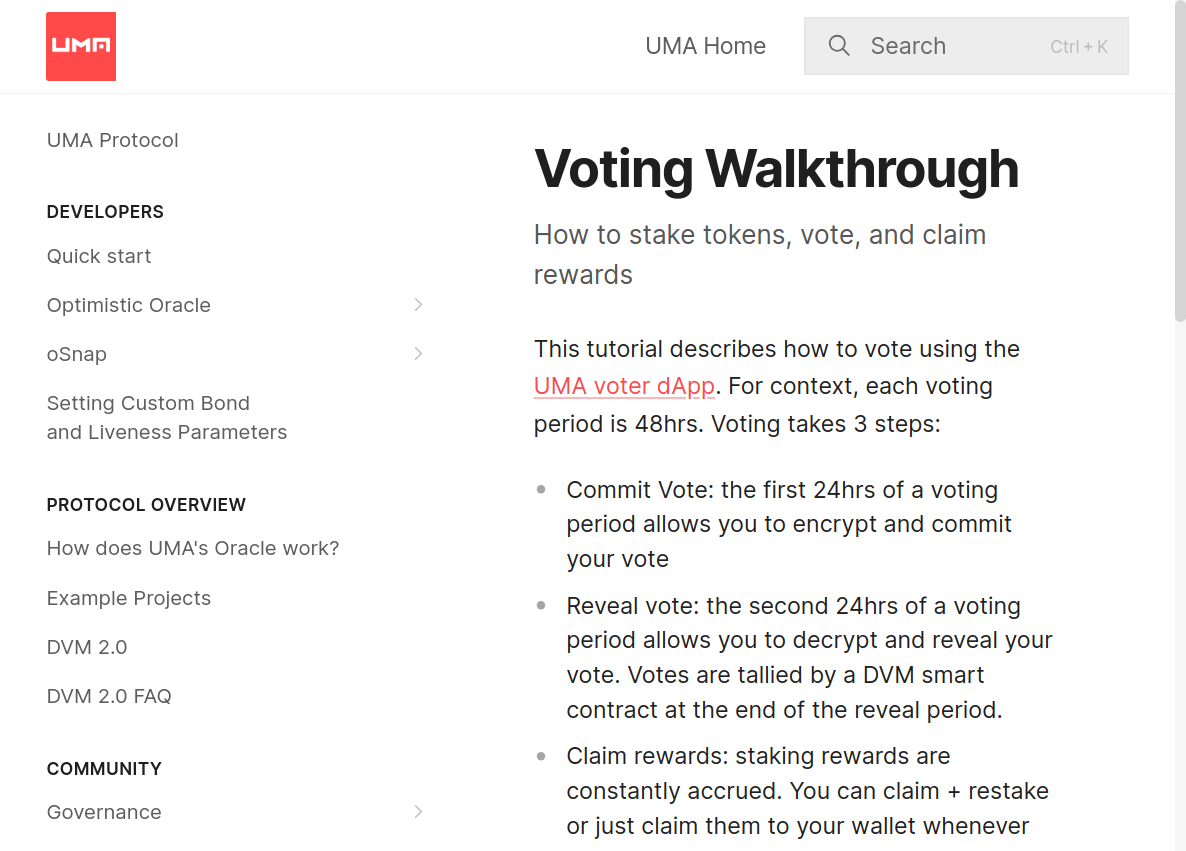 UMA
UMA Home
Search
Ctrl + K
UMA Protocol
DEVELOPERS
Quick start
Optimistic Oracle
oSnap
Setting Custom Bond
and Liveness Parameters
PROTOCOL OVERVIEW
How does UMA's Oracle work?
Example Projects
DVM 2.0
DVM 2.0 FAQ
COMMUNITY
Governance
Voting Walkthrough
How to stake tokens, vote, and claim
rewards
This tutorial describes how to vote using the
UMA voter dApp. For context, each voting
period is 48hrs. Voting takes 3 steps:
Commit Vote: the first 24hrs of a voting
period allows you to encrypt and commit
your vote
Reveal vote: the second 24hrs of a voting
period allows you to decrypt and reveal your
vote. Votes are tallied by a DVM smart
contract at the end of the reveal period.
Claim rewards: staking rewards are
constantly accrued. You can claim + restake
or just claim them to your wallet whenever